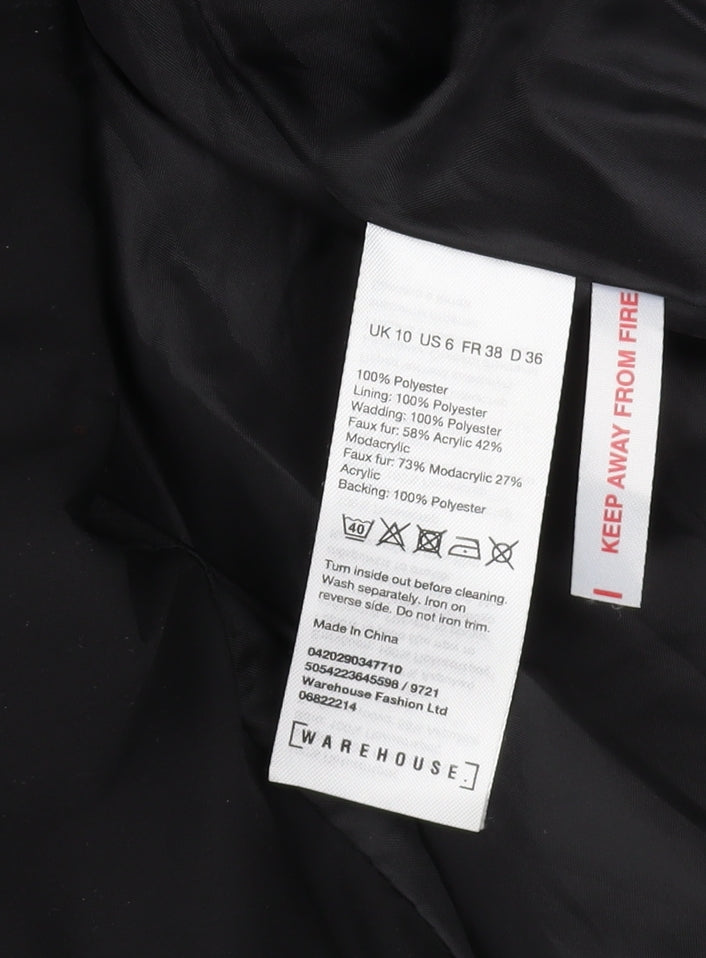 UK 10 US 6 FR 38 D 36
100% Polyester
Lining: 100% Polyester
Wadding: 100% Polyester
Faux fur: 58% Acrylic 42%
Modacrylic
Faux fur: 73% Modacrylic 27%
Acrylic
Backing: 100% Polyester
40
Turn inside out before cleaning.
Wash separately. Iron on
reverse side. Do not iron trim.
Made In China
0420290347710
5054223645598 / 9721
Warehouse Fashion Ltd
06822214
[WAREHOUSE.]
KEEP AWAY FROM FIRE